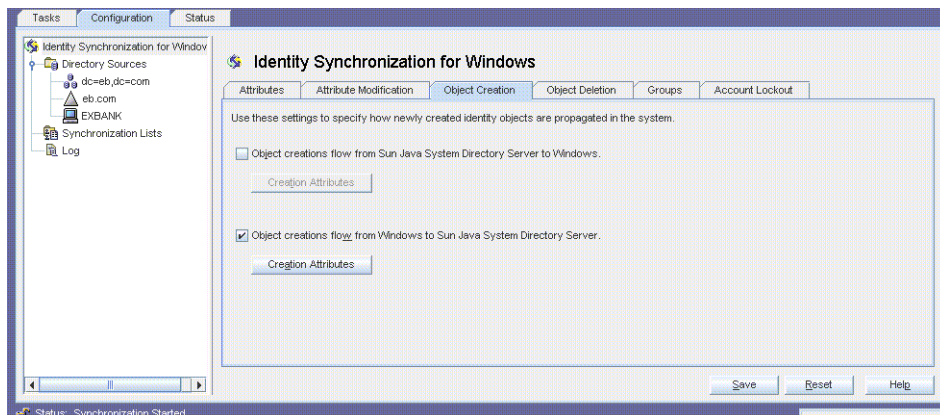 Tasks Configuration Status
Identity Synchronization for Window
Directory Sources
dc=eb,dc=com
eb.com
EXBANK
Synchronization Lists
Log
Identity Synchronization for Windows
Attributes Attribute Modification Object Creation Object Deletion Groups Account Lockout
Use these settings to specify how newly created identity objects are propagated in the system.
Object creations flow from Sun Java System Directory Server to Windows.
Creation Attributes
Object creations flow from Windows to Sun Java System Directory Server.
Creation Attributes
Save Reset Help
Status: Synchronization Started